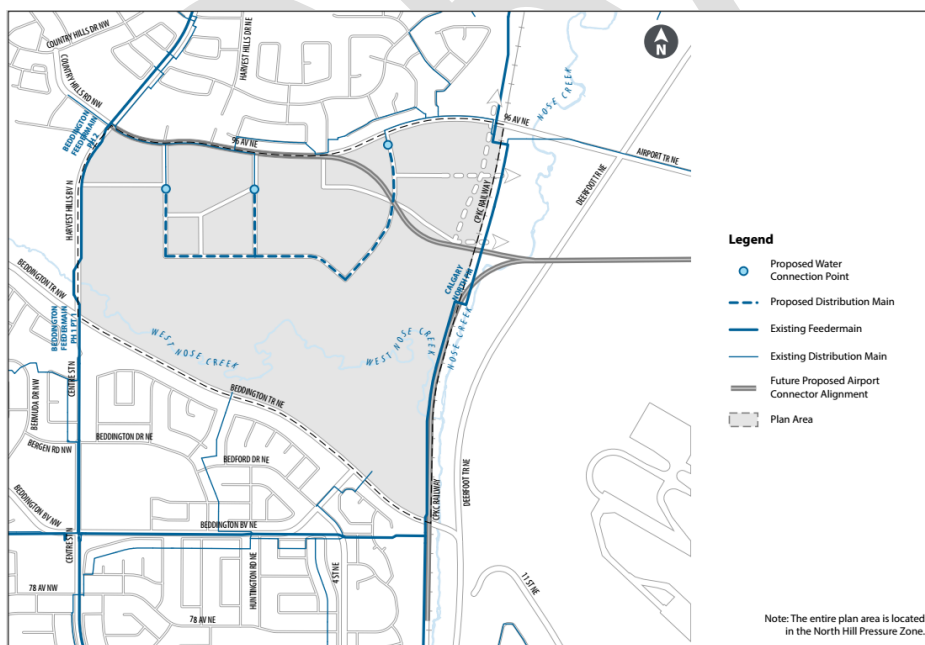 COUNTRY HILLS DR NW
COUNTRY HILLS RD NW
HARVEST HILLS DR NE
N
NOSE CREEK
BEDDINGTON
FEEDERMAIN
PH 2
96 AV NE
96 AV NE
AIRPORT TR NE
DEERFOOT TR NE
CPKC RAILWAY
HARVEST HILLS BV N
BEDDINGTON TR NW
CALGARY
NORTH PH I
BEDDINGTON
FEEDERMAIN
PH 1 PT 1
WEST NOSE CREEK
WEST NOSE CREEK
NOSE CREEK
BEDDINGTON TR NE
CENTRE ST N
BERMUDA DR NW
BERGEN RD NW
BEDDINGTON DR NE
BEDFORD DR NE
CPKC RAILWAY
DEERFOOT TR NE
BEDDINGTON BV NW
BEDDINGTON BV NE
CENTRE ST N
HUNTINGTON RD NE
4 ST NE
11 ST NE
78 AV NW
78 AV NE
Legend
Proposed Water
Connection Point
Proposed Distribution Main
Existing Feedermain
Existing Distribution Main
Future Proposed Airport
Connector Alignment
Plan Area
Note: The entire plan area is located
in the North Hill Pressure Zone.